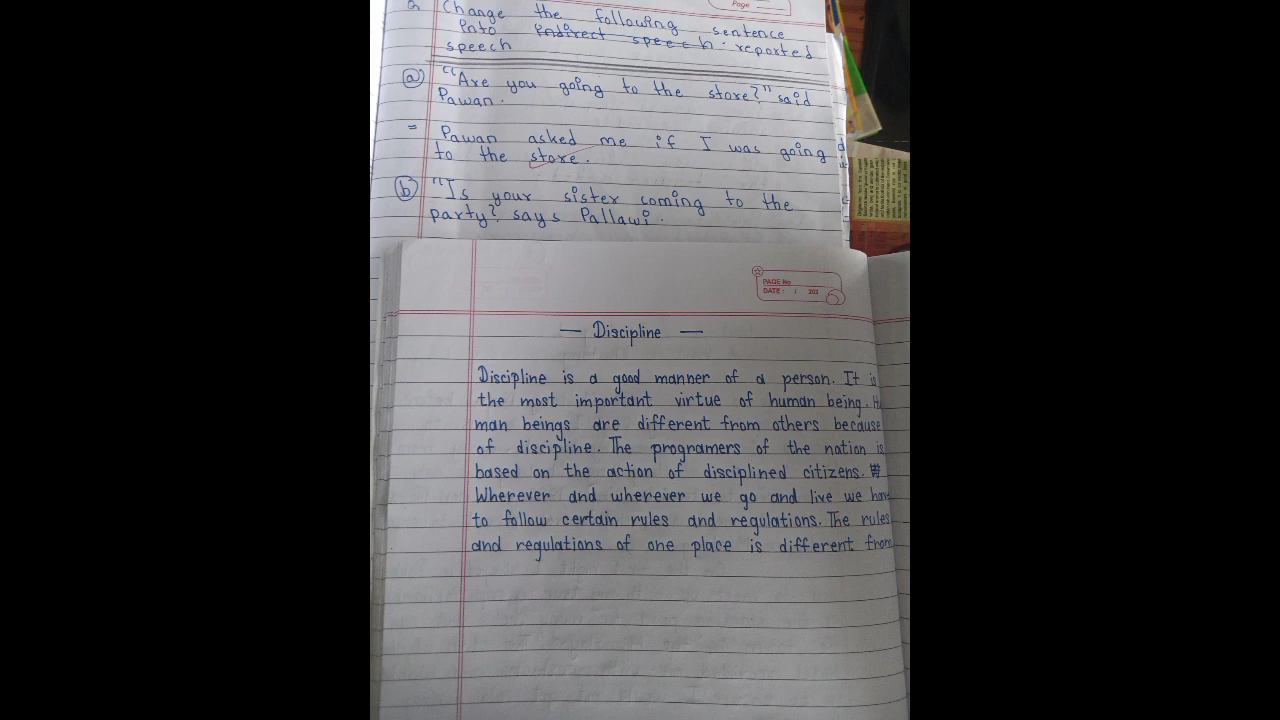 Page
Change the following sentence
into indirect speech reported
speech
(a) "Are you going to the store?" said
Pawan.
= Pawan asked me if I was going
to the store.
(b) "Is your sister coming to the
party? says Pallawi.
PAGE No
DATE: / 202
— Discipline —
Discipline is a good manner of a person. It is
the most important virtue of human being. Hu
man beings are different from others because
of discipline. The programers of the nation is
based on the action of disciplined citizens.
Wherever and wherever we go and live we have
to follow certain rules and regulations. The rules
and regulations of one place is different from